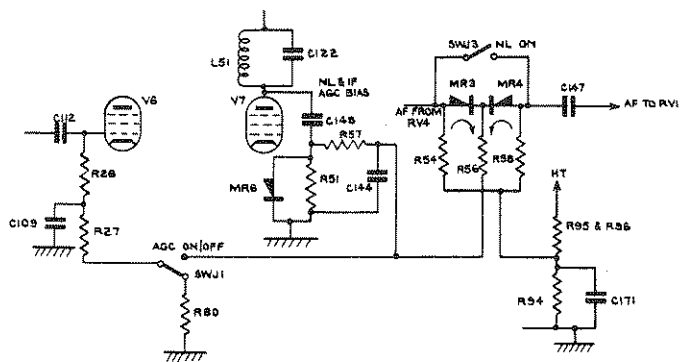 L51
C122
SWJ3
NL ON
V6
V7
NL & IF
AGC BIAS
MR3
MR4
C147
C112
C148
AF FROM
RV4
AF TO RV1
R57
R26
R54
R56
R58
MR6
R51
C144
HT
C109
R27
R95 & R96
AGC ON/OFF
SWJ1
R80
R94
C171